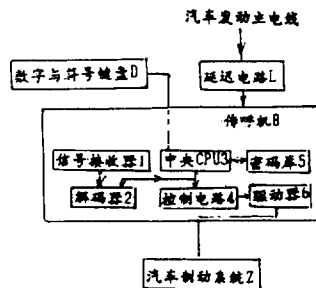 汽车发动主电线
数字与符号键盘D
延迟电路L
传呼机B
信号接收器1
中央CPU3
密码库5
解码器2
控制电路4
驱动器6
汽车制动系统Z